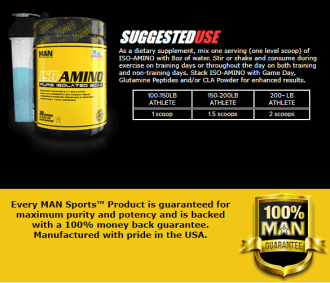 SUGGESTEDUSE
As a dietary supplement, mix one serving (one level scoop) of
ISO-AMINO with 8oz of water. Stir or shake and consume during
exercise on training days or throughout the day on both training
and non-training days. Stack ISO-AMINO with Game Day,
Glutamine Peptides and/or CLA Powder for enhanced results.
100-150LB
ATHLETE
150-200LB
ATHLETE
200+ LB
ATHLETE
1 scoop
1.5 scoops
2 scoops
MAN
ISO-AMINO
PURE ISOLATED BCAA
Every MAN Sports™ Product is guaranteed for
maximum purity and potency and is backed
with a 100% money back guarantee.
Manufactured with pride in the USA.
100%
MAN
GUARANTEE